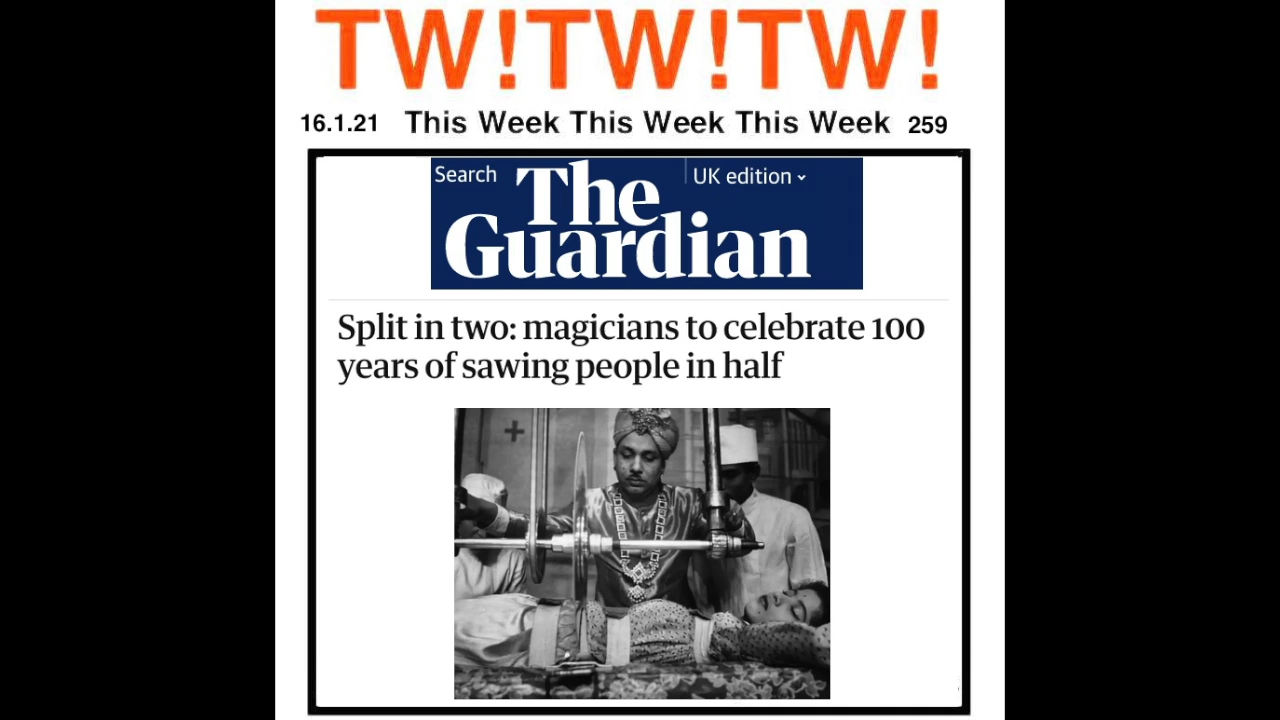 TW!TW!TW!
16.1.21 This Week This Week This Week 259
Search The UK edition
Guardian
Split in two: magicians to celebrate 100
years of sawing people in half